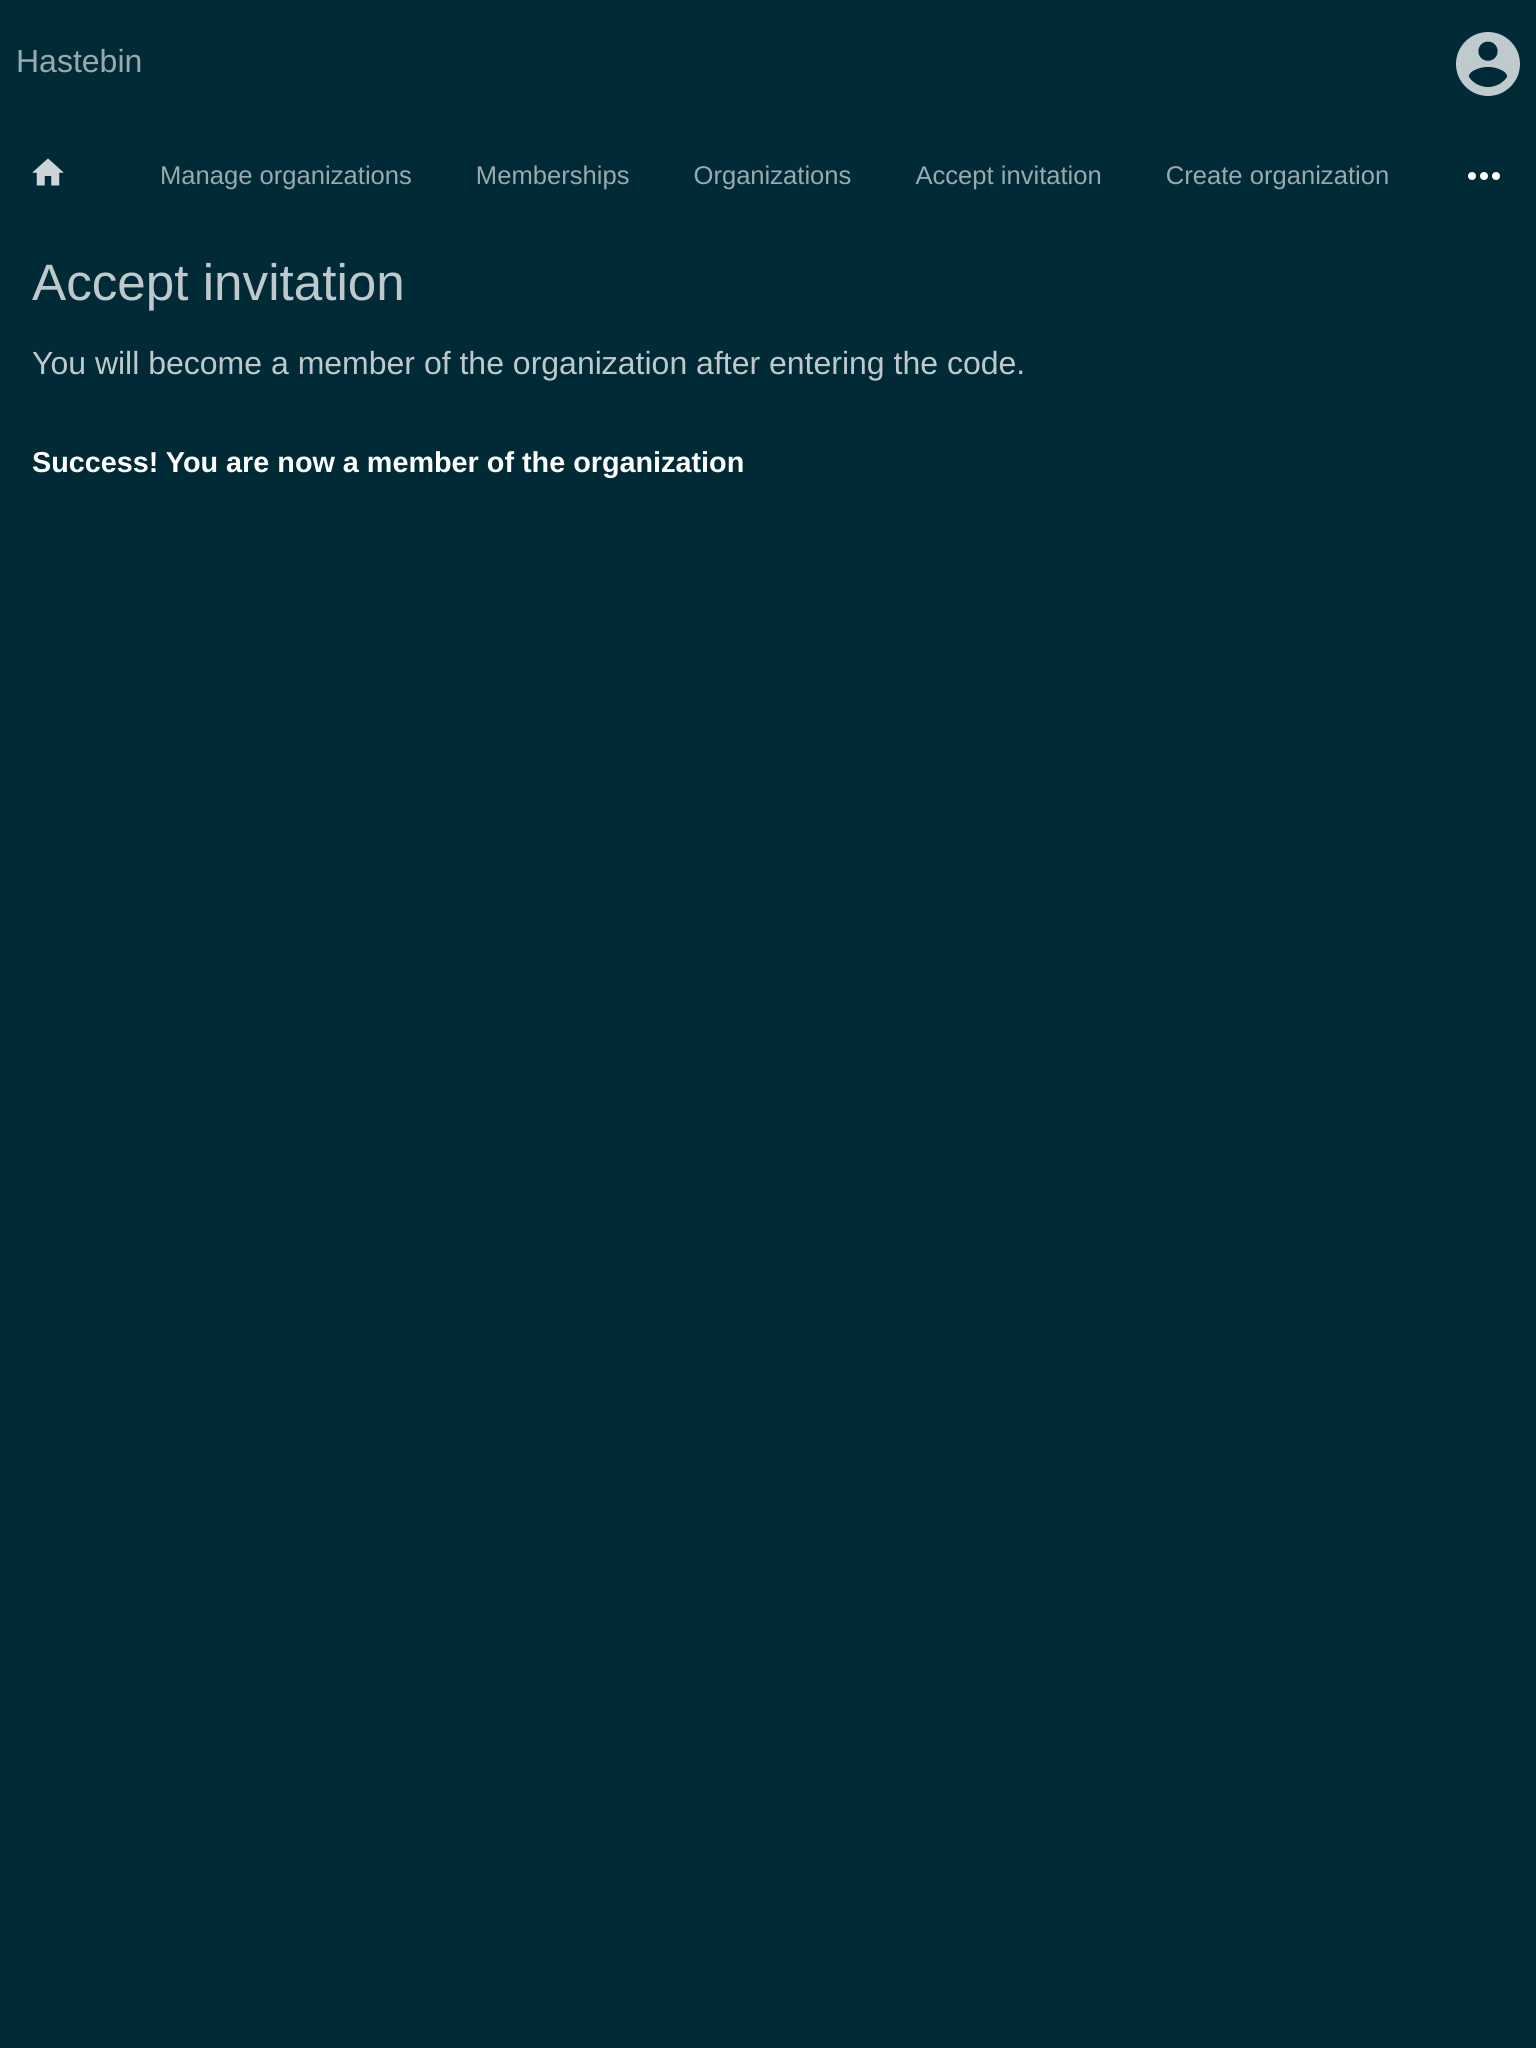 Hastebin
Manage organizations Memberships Organizations Accept invitation Create organization
Accept invitation
You will become a member of the organization after entering the code.
Success! You are now a member of the organization